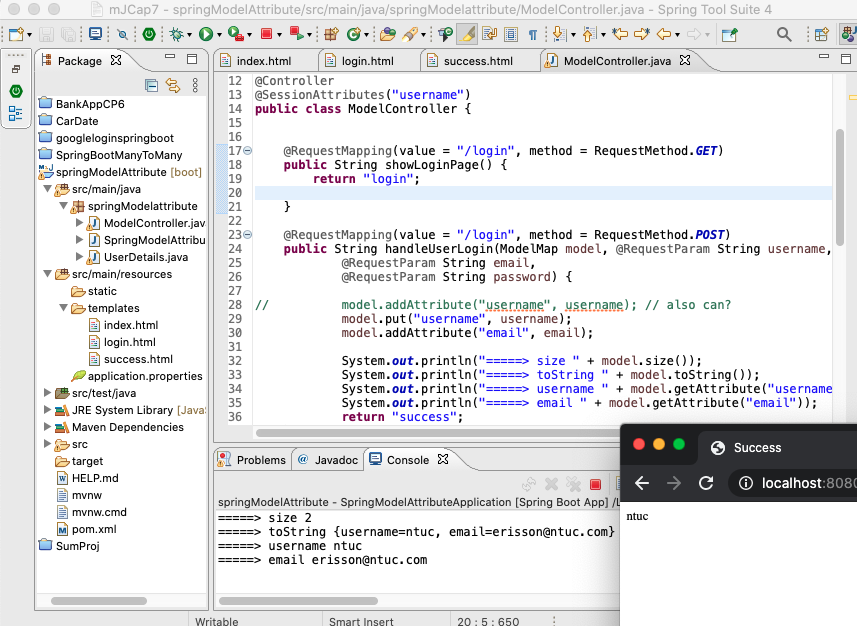 mJCap7 - springModelAttribute/src/main/java/springModelattribute/ModelController.java - Spring Tool Suite 4
Package
index.html
login.html
success.html
ModelController.java
BankAppCP6
CarDate
googleloginspringboot
SpringBootManyToMany
springModelAttribute [boot]
src/main/java
springModelattribute
ModelController.jav
SpringModelAttribu
UserDetails.java
src/main/resources
static
templates
index.html
login.html
success.html
application.properties
src/test/java
JRE System Library [Java
Maven Dependencies
src
target
HELP.md
mvnw
mvnw.cmd
pom.xml
SumProj
12 @Controller
13 @SessionAttributes("username")
14 public class ModelController {
15
16
17 @RequestMapping(value = "/login", method = RequestMethod.GET)
18 public String showLoginPage() {
19 return "login";
20
21 }
22
23 @RequestMapping(value = "/login", method = RequestMethod.POST)
24 public String handleUserLogin(ModelMap model, @RequestParam String username,
25 @RequestParam String email,
26 @RequestParam String password) {
27
28 // model.addAttribute("username", username); // also can?
29 model.put("username", username);
30 model.addAttribute("email", email);
31
32 System.out.println("=====> size " + model.size());
33 System.out.println("=====> toString " + model.toString());
34 System.out.println("=====> username " + model.getAttribute("username
35 System.out.println("=====> email " + model.getAttribute("email"));
36 return "success";
Problems
@ Javadoc
Console
springModelAttribute - SpringModelAttributeApplication [Spring Boot App] /L
=====> size 2
=====> toString {username=ntuc, email=erisson@ntuc.com}
=====> username ntuc
=====> email erisson@ntuc.com
Success
localhost:8080
ntuc
Writable
Smart Insert
20 : 5 : 650